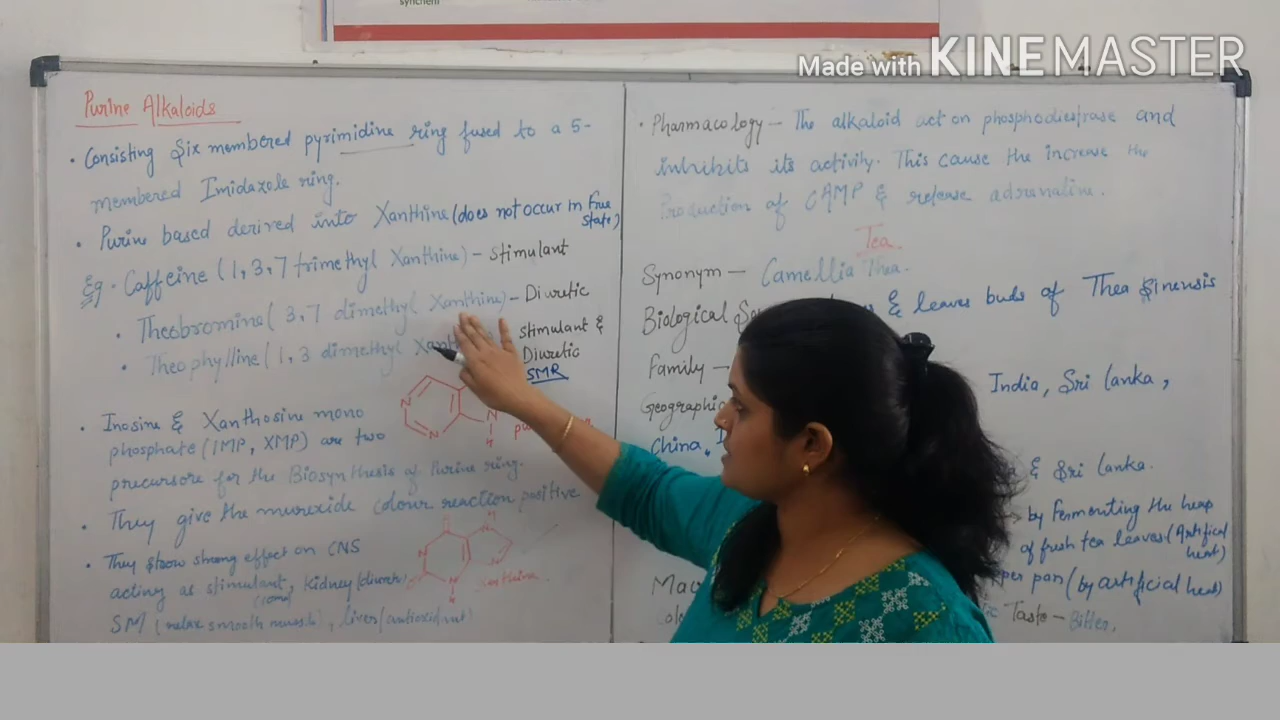 synchem
Made with KINEMASTER
Purine Alkaloids
• Consisting Six membered pyrimidine ring fused to a 5-
membered Imidazole ring.
• Purine based derived into Xanthine (does not occur in free
state)
Eg • Caffeine (1,3,7 trimethyl Xanthine) - Stimulant
• Theobromine (3,7 dimethyl Xanthine) - Diuretic
• Theophylline (1,3 dimethyl
stimulant &
Diuretic
SMR
N
N
N
H
• Inosine & Xanthosine mono
phosphate (IMP, XMP) are two
precursore for the Biosynthesis of Purine ring.
• They give the murexide colour reaction positive
• They show strong effect on CNS
acting as stimulant, Kidney (diuretic)
SM (relax smooth muscle), liver/antioxidant)
Xanthine
• Pharmacology - The alkaloid act on phosphodiestrase and
inhibits its activity. This cause the increase the
Production of CAMP & release adrenaline.
Tea
Synonym - Camellia Thea.
Biological & leaves buds of Thea Sinensis
Family -
Geographi India, Sri Lanka,
China,
& Sri Lanka.
by fermenting the heap
of fresh tea leaves (Artifical
heat)
per pan (by artificial heat)
Taste - Bitter,